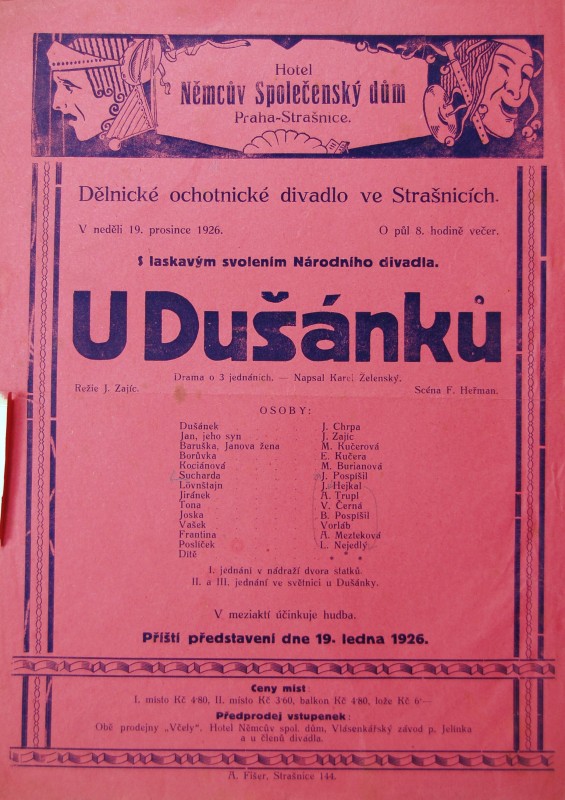 Hotel
Němcův Společenský dům
Praha-Strašnice.
Dělnické ochotnické divadlo ve Strašnicích.
V neděli 19. prosince 1926. O půl 8. hodině večer.
S laskavým svolením Národního divadla.
U Dušánků
Drama o 3 jednáních. — Napsal Karel Želenský.
Režie J. Zajíc. Scéna F. Heřman.
OSOBY:
Dušánek J. Chrpa
Jan, jeho syn J. Zajíc
Baruška, Janova žena M. Kučerová
Borůvka E. Kučera
Kociánová M. Burianová
Sucharda J. Pospíšil
Lövnštajn J. Hejkal
Jiránek A. Trupl
Tona V. Černá
Joska B. Pospíšil
Vašek Vorláb
Frantina A. Mezteková
Poslíček L. Nejedlý
Dítě * * *
I. jednání v nádraží dvora statků.
II. a III. jednání ve světnici u Dušánky.
V meziaktí účinkuje hudba.
Příští představení dne 19. ledna 1926.
Ceny míst:
I. místo Kč 4·80, II. místo Kč 3·60, balkon Kč 4·80, lože Kč 6·—
Předprodej vstupenek:
Obě prodejny „Včely". Hotel Němcův spol. dům, Vlásenkářský závod p. Jelínka
a u členů divadla.
A. Fišer, Strašnice 144.